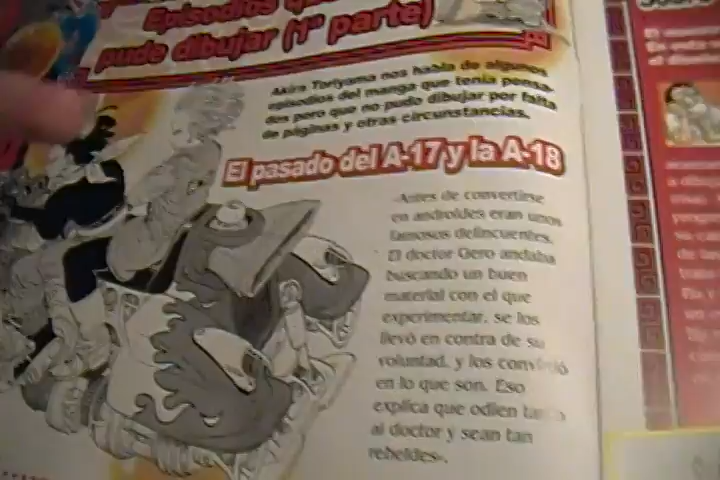 Episodios que
pude dibujar (1ª parte)
Akira Toriyama nos habla de algunos
episodios del manga que tenía pensa-
dos pero que no pudo dibujar por falta
de páginas y otras circunstancias.
El pasado del A-17 y la A-18
«Antes de convertirse
en androides eran unos
famosos delincuentes.
El doctor Gero andaba
buscando un buen
material con el que
experimentar, se los
llevó en contra de su
voluntad, y los convirtió
en lo que son. Eso
explica que odien tanto
al doctor y sean tan
rebeldes».